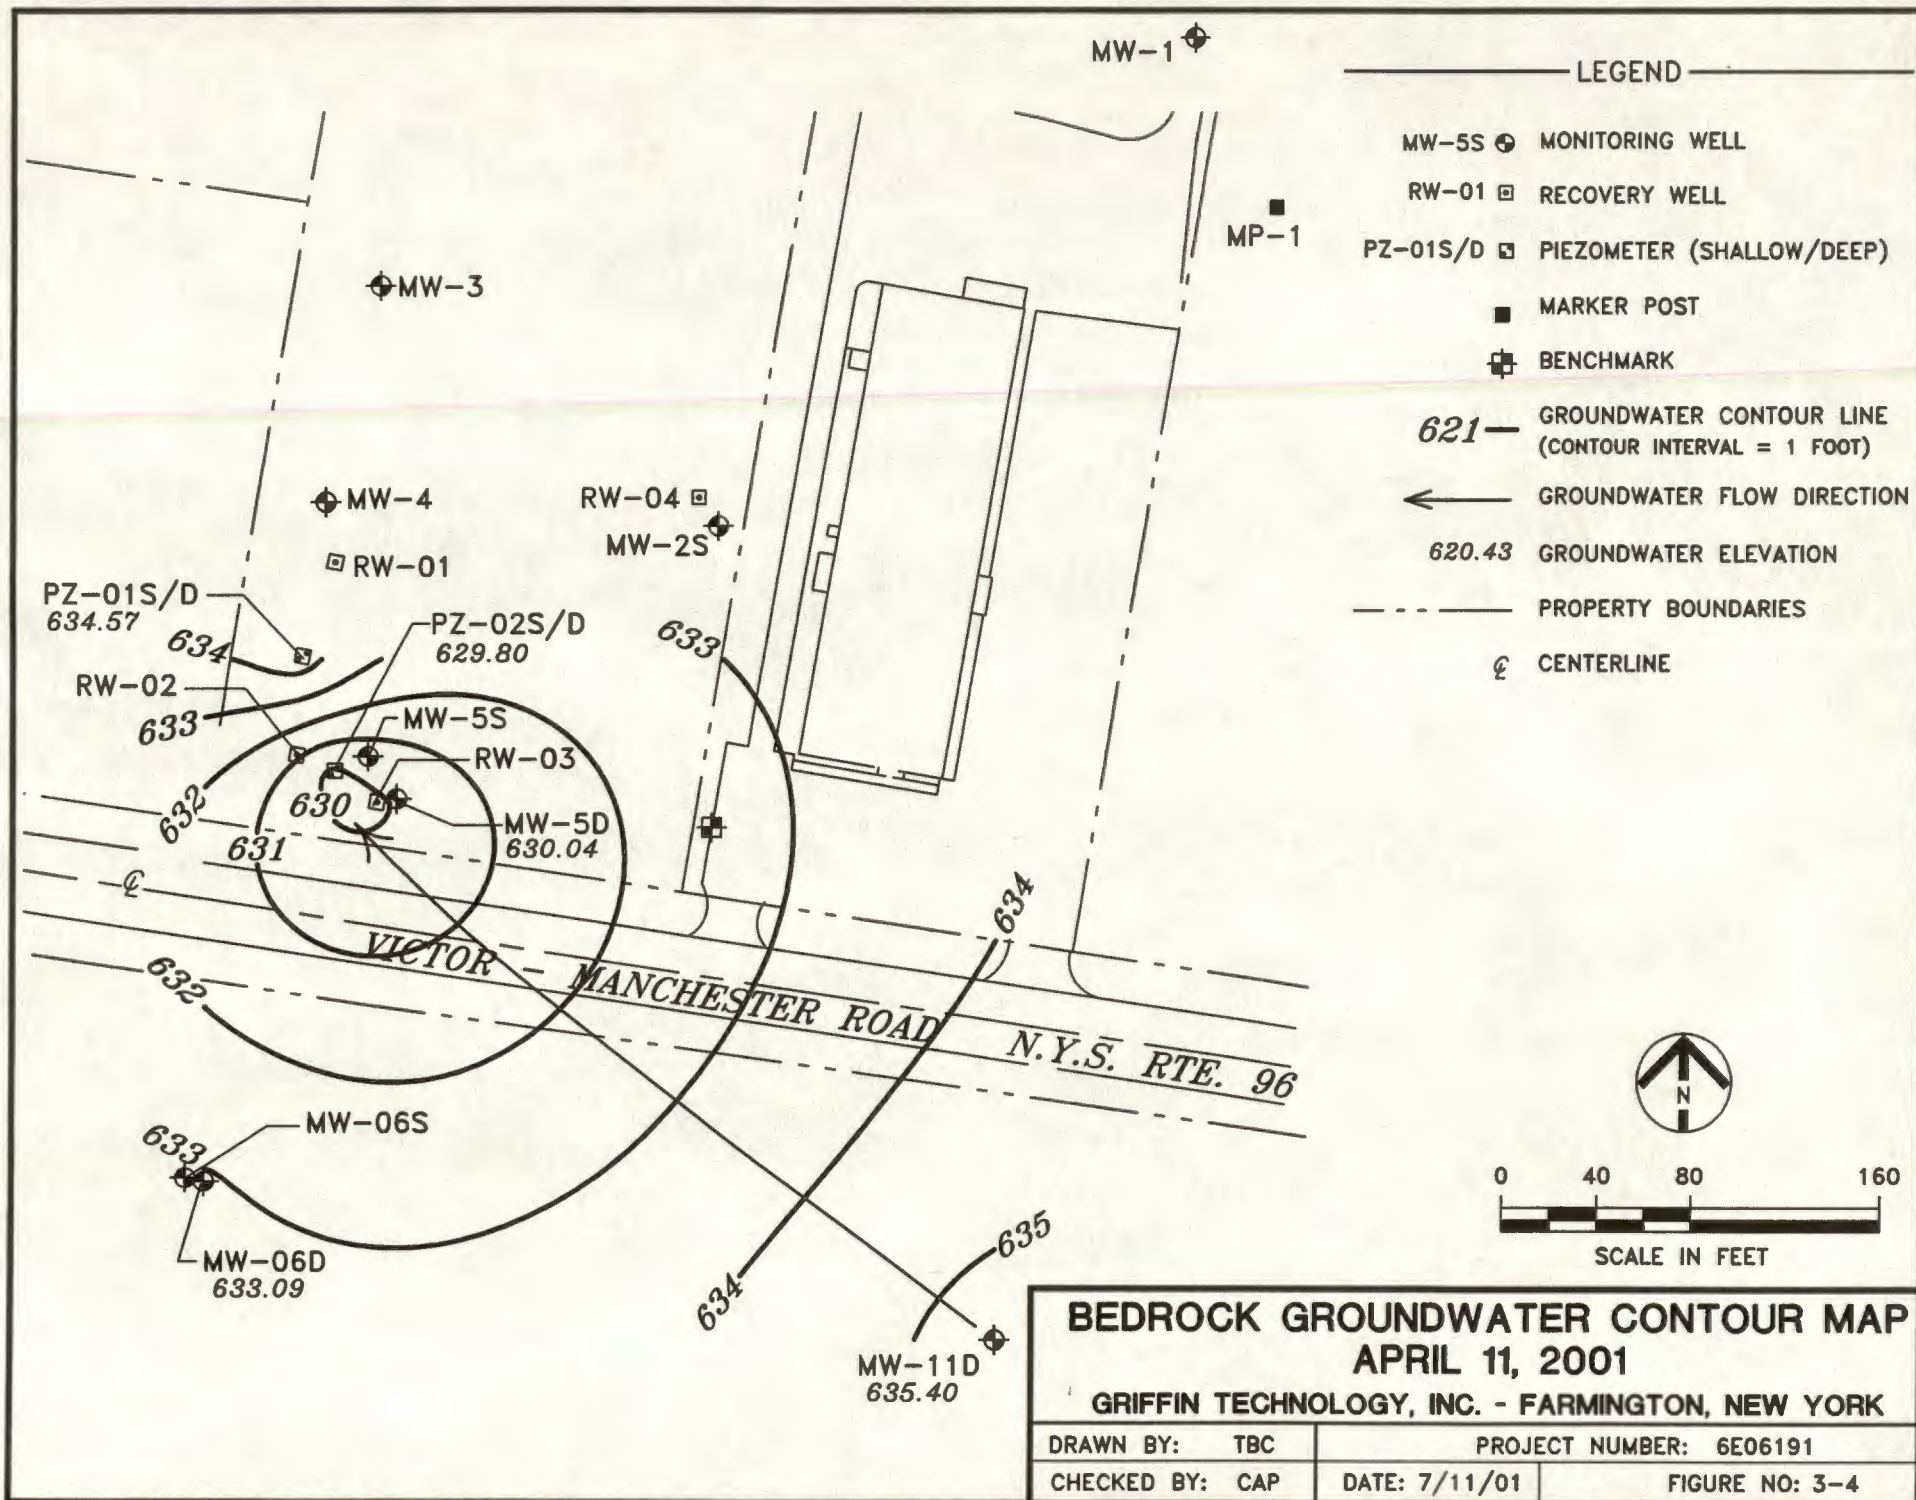 MW-1
LEGEND
MW-5S MONITORING WELL
RW-01 RECOVERY WELL
PZ-01S/D PIEZOMETER (SHALLOW/DEEP)
MARKER POST
BENCHMARK
621 GROUNDWATER CONTOUR LINE
(CONTOUR INTERVAL = 1 FOOT)
GROUNDWATER FLOW DIRECTION
620.43 GROUNDWATER ELEVATION
PROPERTY BOUNDARIES
℄ CENTERLINE
MP-1
MW-3
MW-4
RW-04
MW-2S
RW-01
PZ-01S/D
634.57
634
PZ-02S/D
629.80
633
RW-02
633
MW-5S
RW-03
632
630
MW-5D
630.04
631
℄
634
VICTOR MANCHESTER ROAD N.Y.S. RTE. 96
632
MW-06S
633
MW-06D
633.09
634
635
MW-11D
635.40
N
0 40 80 160
SCALE IN FEET
BEDROCK GROUNDWATER CONTOUR MAP
APRIL 11, 2001
GRIFFIN TECHNOLOGY, INC. - FARMINGTON, NEW YORK
DRAWN BY: TBC PROJECT NUMBER: 6E06191
CHECKED BY: CAP DATE: 7/11/01 FIGURE NO: 3-4